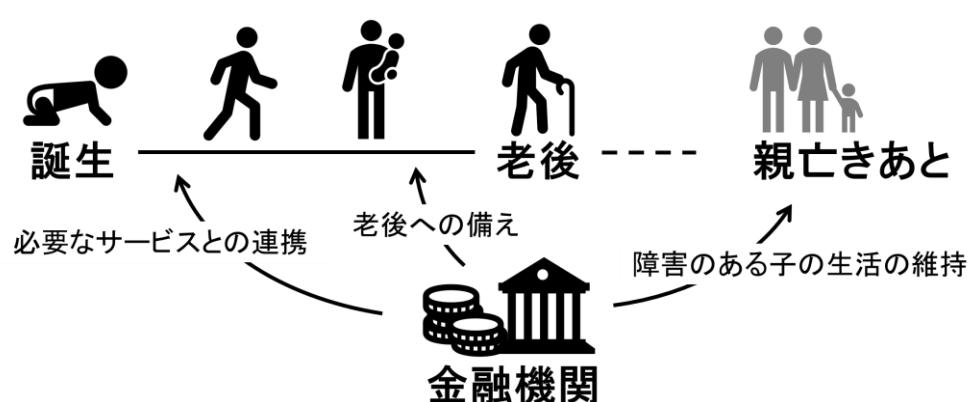 誕生
老後
親亡きあと
必要なサービスとの連携
老後への備え
障害のある子の生活の維持
金融機関